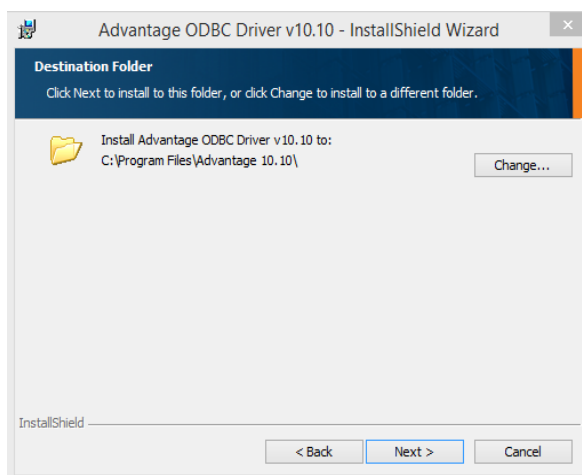 Advantage ODBC Driver v10.10 - InstallShield Wizard
Destination Folder
Click Next to install to this folder, or click Change to install to a different folder.
Install Advantage ODBC Driver v10.10 to:
C:\Program Files\Advantage 10.10\
Change...
InstallShield
< Back
Next >
Cancel